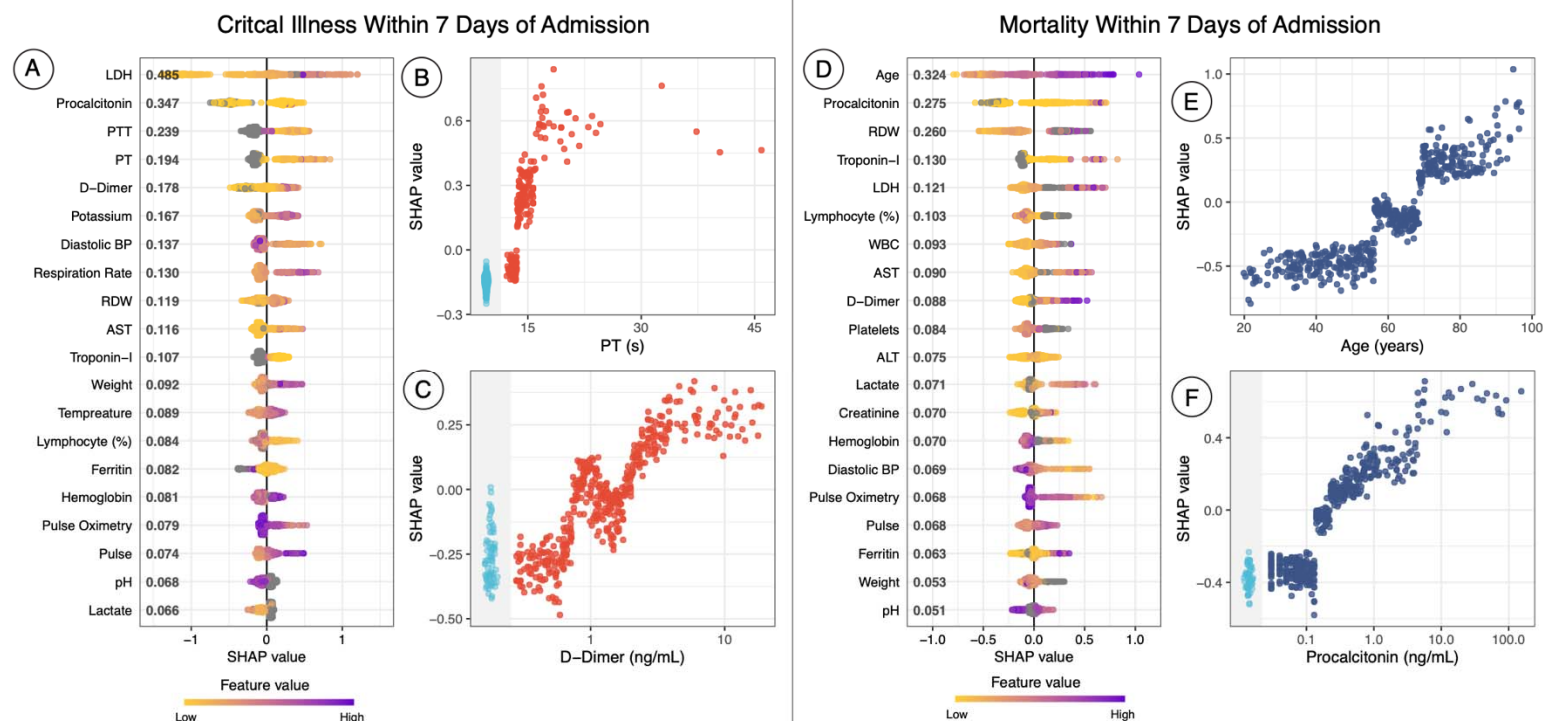 Critcal Illness Within 7 Days of Admission
A
LDH 0.485
Procalcitonin 0.347
PTT 0.239
PT 0.194
D-Dimer 0.178
Potassium 0.167
Diastolic BP 0.137
Respiration Rate 0.130
RDW 0.119
AST 0.116
Troponin-I 0.107
Weight 0.092
Tempreature 0.089
Lymphocyte (%) 0.084
Ferritin 0.082
Hemoglobin 0.081
Pulse Oximetry 0.079
Pulse 0.074
pH 0.068
Lactate 0.066
−1 0 1
SHAP value
Feature value
Low High
B
SHAP value
0.6
0.3
0.0
−0.3
15 30 45
PT (s)
C
SHAP value
0.25
0.00
−0.25
−0.50
1 10
D-Dimer (ng/mL)
Mortality Within 7 Days of Admission
D
Age 0.324
Procalcitonin 0.275
RDW 0.260
Troponin-I 0.130
LDH 0.121
Lymphocyte (%) 0.103
WBC 0.093
AST 0.090
D-Dimer 0.088
Platelets 0.084
ALT 0.075
Lactate 0.071
Creatinine 0.070
Hemoglobin 0.070
Diastolic BP 0.069
Pulse Oximetry 0.068
Pulse 0.068
Ferritin 0.063
Weight 0.053
pH 0.051
−1.0 −0.5 0.0 0.5 1.0
SHAP value
Feature value
Low High
E
SHAP value
1.0
0.5
0.0
−0.5
20 40 60 80 100
Age (years)
F
SHAP value
0.4
0.0
−0.4
0.1 1.0 10.0 100.0
Procalcitonin (ng/mL)